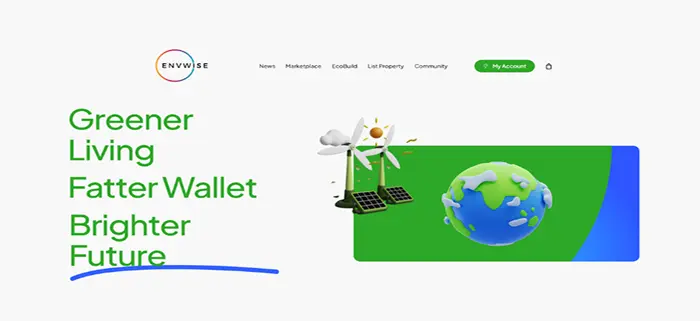 ENVWISE
News Marketplace EcoBuild List Property Community My Account
Greener
Living
Fatter Wallet
Brighter
Future